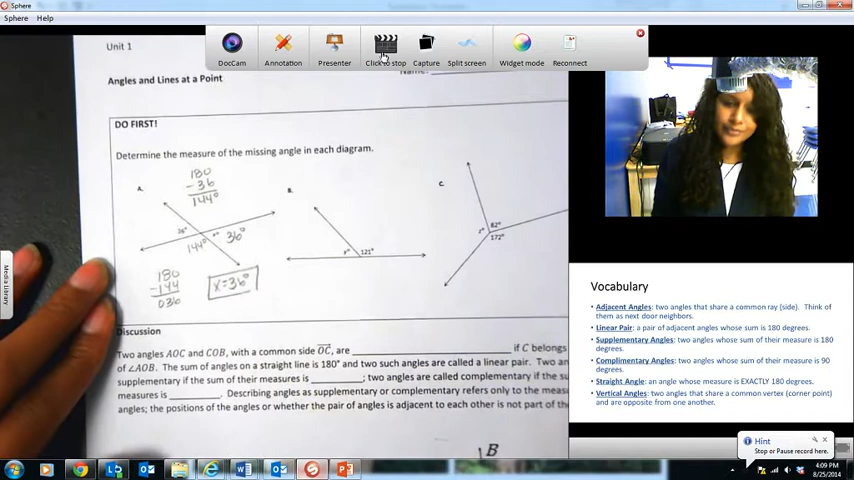 Sphere
Sphere Help
DocCam
Annotation
Presenter
Click to stop
Capture
Split screen
Widget mode
Reconnect
Unit 1
Angles and Lines at a Point
DO FIRST!
Determine the measure of the missing angle in each diagram.
A.
180
-36
144°
36°
x°
36°
144°
180
-144
036
x=36°
B.
y°
121°
C.
82°
z°
172°
Discussion
Two angles AOC and COB, with a common side OC, are ____________ if C belongs
of ∠AOB. The sum of angles on a straight line is 180° and two such angles are called a linear pair. Two
supplementary if the sum of their measures is ________; two angles are called complementary if the
measures is ________. Describing angles as supplementary or complementary refers only to the
angles; the positions of the angles or whether the pair of angles is adjacent to each other is not part of
B
Vocabulary
• Adjacent Angles: two angles that share a common ray (side). Think of
them as next door neighbors.
• Linear Pair: a pair of adjacent angles whose sum is 180 degrees.
• Supplementary Angles: two angles whose sum of their measure is 180
degrees.
• Complimentary Angles: two angles whose sum of their measure is 90
degrees.
• Straight Angle: an angle whose measure is EXACTLY 180 degrees.
• Vertical Angles: two angles that share a common vertex (corner point)
and are opposite from one another.
Media Library
Hint
Stop or Pause record here.
4:09 PM
8/25/2014